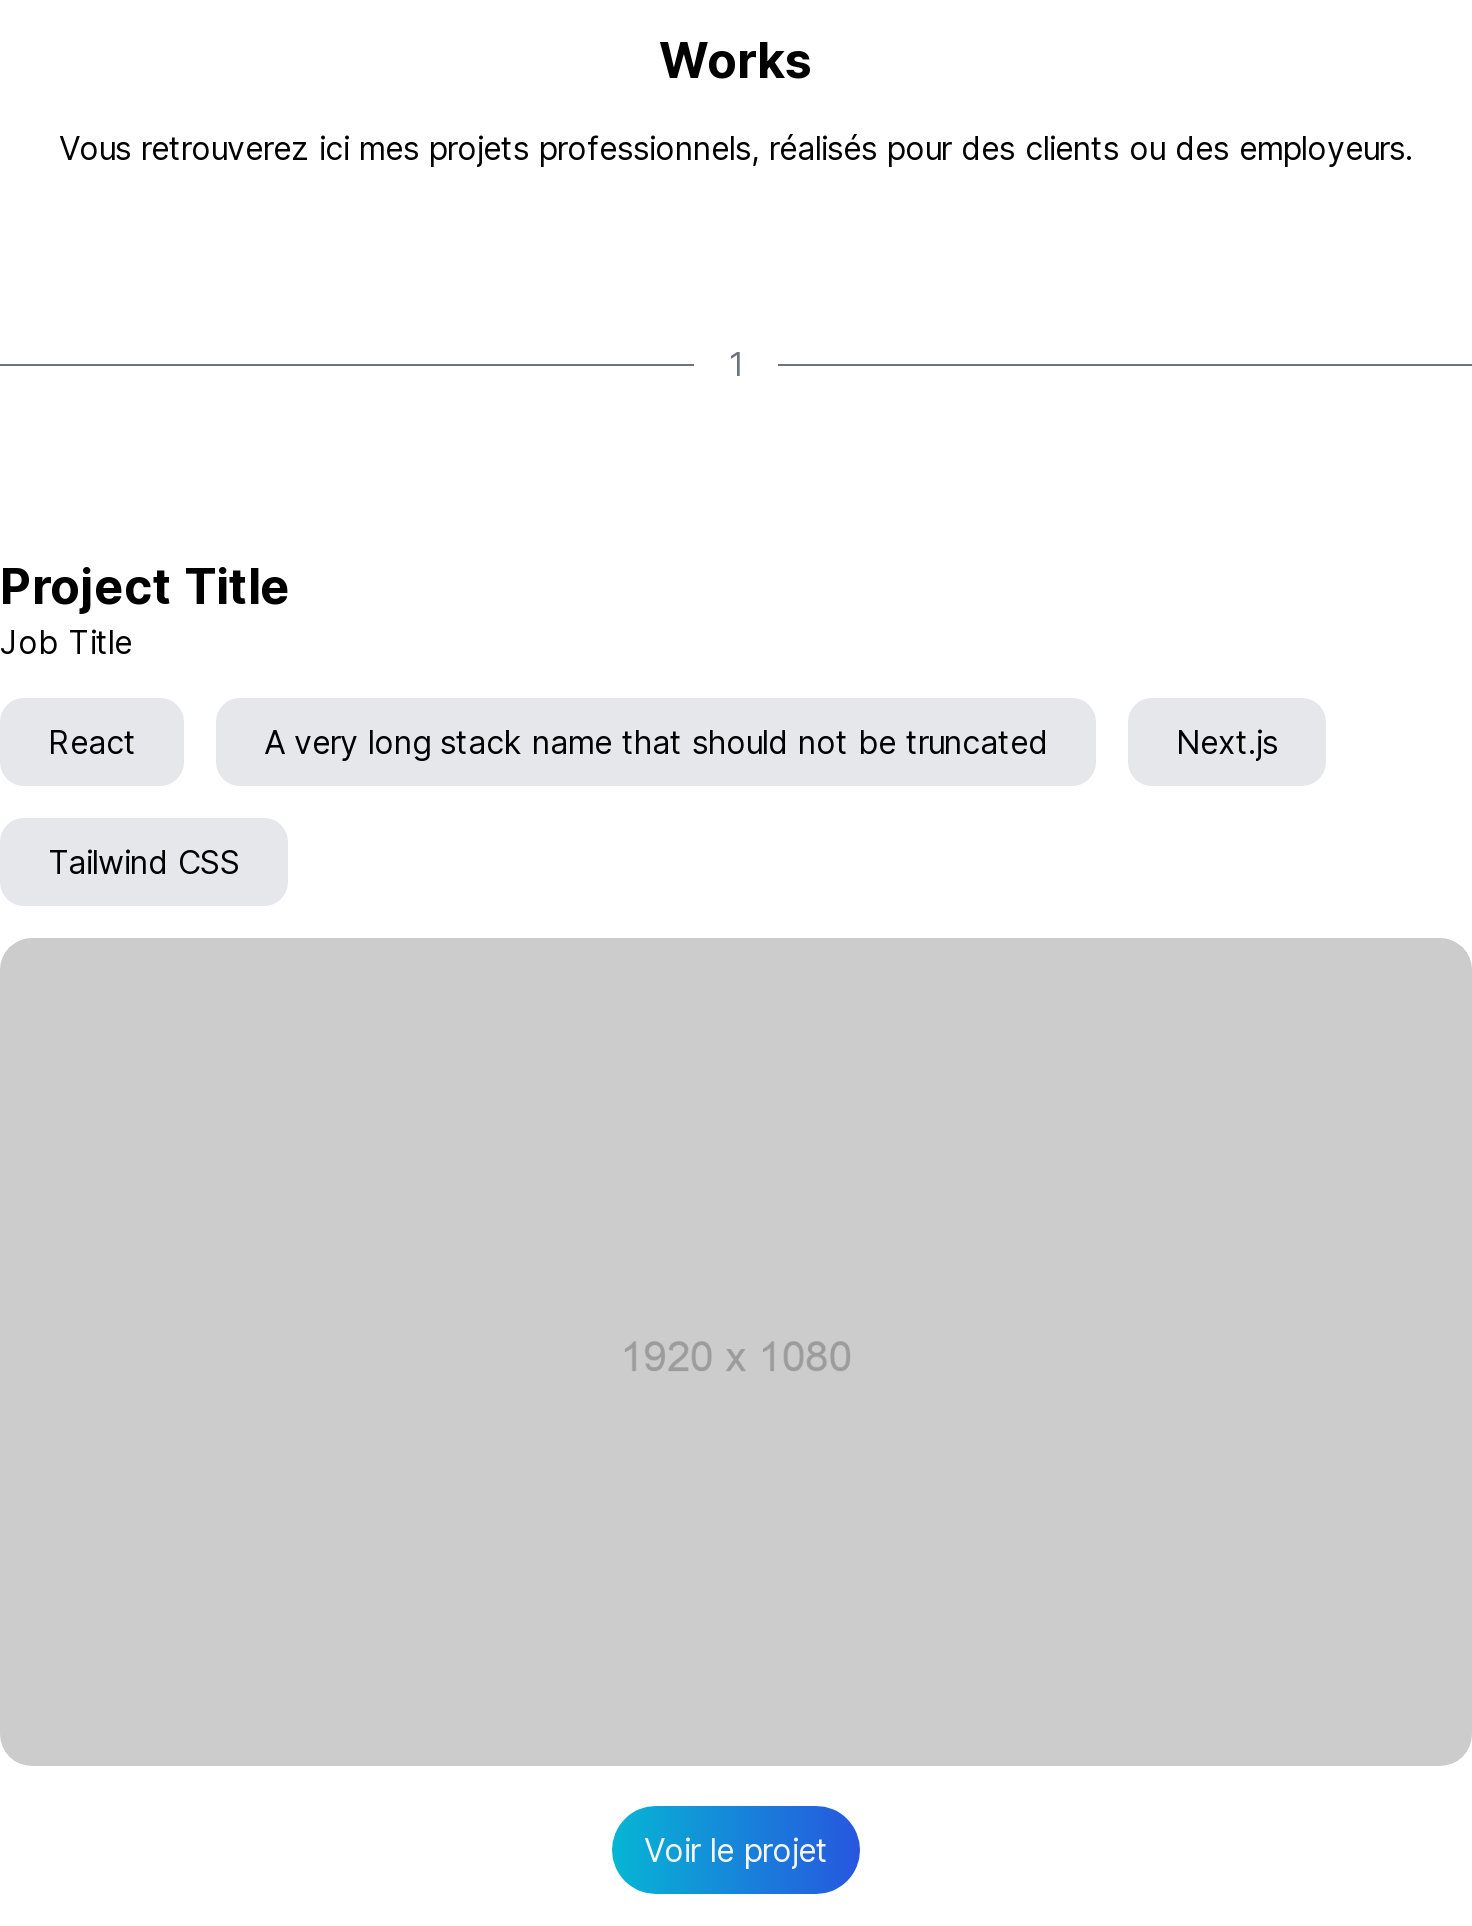 Works
Vous retrouverez ici mes projets professionnels, réalisés pour des clients ou des employeurs.
1
Project Title
Job Title
React
A very long stack name that should not be truncated
Next.js
Tailwind CSS
1920 x 1080
Voir le projet